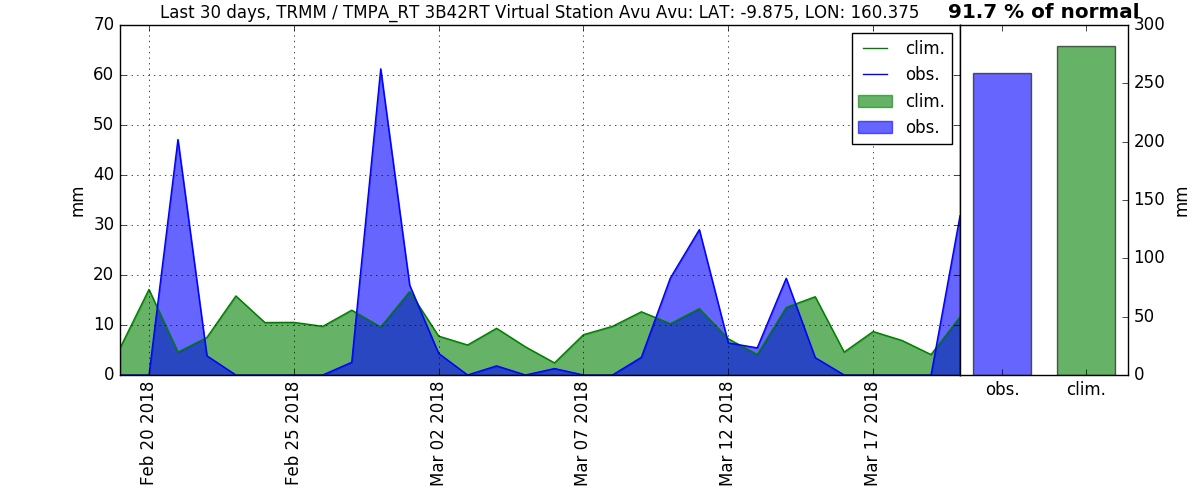 Last 30 days, TRMM / TMPA_RT 3B42RT Virtual Station Avu Avu: LAT: -9.875, LON: 160.375
91.7 % of normal
70
60
50
40
30
20
10
0
mm
clim.
obs.
clim.
obs.
Feb 20 2018
Feb 25 2018
Mar 02 2018
Mar 07 2018
Mar 12 2018
Mar 17 2018
300
250
200
150
100
50
0
mm
obs.
clim.